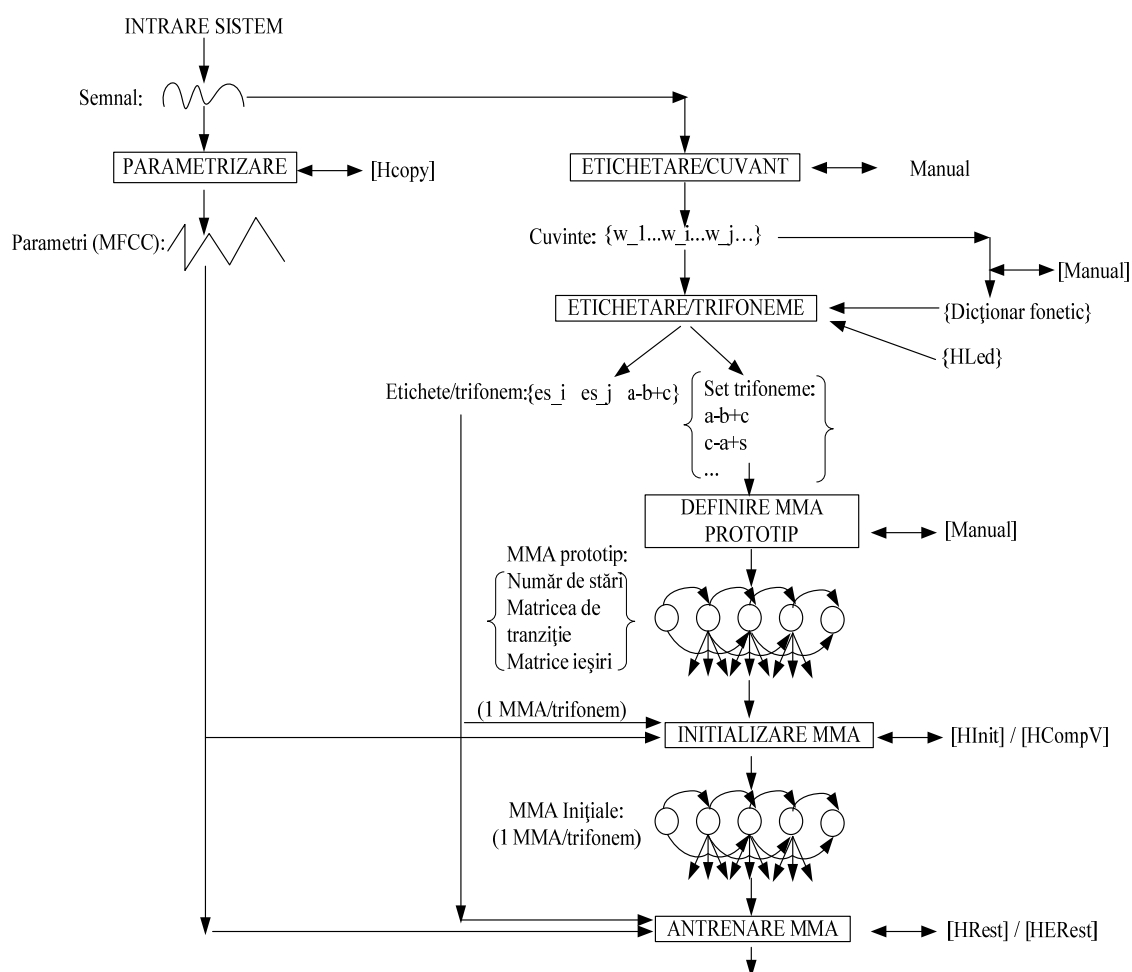 INTRARE SISTEM
Semnal:
PARAMETRIZARE
[Hcopy]
ETICHETARE/CUVANT
Manual
Parametri (MFCC):
Cuvinte: {w_1...w_i...w_j...}
[Manual]
ETICHETARE/TRIFONEME
{Dicţionar fonetic}
{HLed}
Etichete/trifonem:{es_i es_j a-b+c}
Set trifoneme:
a-b+c
c-a+s
...
DEFINIRE MMA
PROTOTIP
[Manual]
MMA prototip:
Număr de stări
Matricea de
tranziţie
Matrice ieşiri
(1 MMA/trifonem)
INITIALIZARE MMA
[HInit] / [HCompV]
MMA Iniţiale:
(1 MMA/trifonem)
ANTRENARE MMA
[HRest] / [HERest]